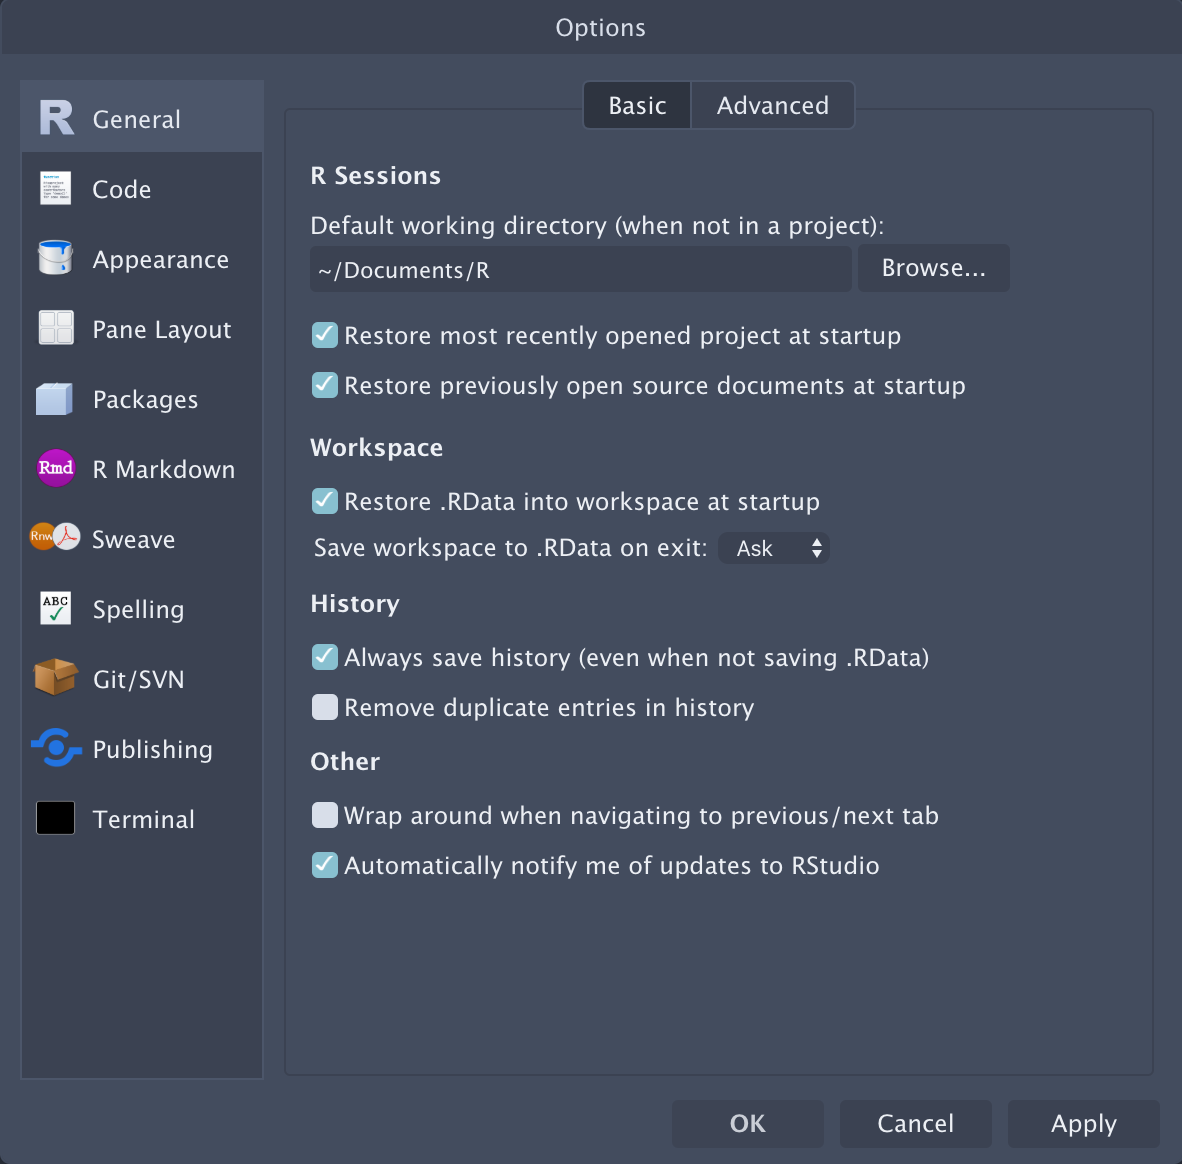 Options
R
General
Code
Appearance
Pane Layout
Packages
Rmd
R Markdown
Rnw
Sweave
ABC
Spelling
Git/SVN
Publishing
Terminal
Basic
Advanced
R Sessions
Default working directory (when not in a project):
~/Documents/R
Browse...
Restore most recently opened project at startup
Restore previously open source documents at startup
Workspace
Restore .RData into workspace at startup
Save workspace to .RData on exit:
Ask
History
Always save history (even when not saving .RData)
Remove duplicate entries in history
Other
Wrap around when navigating to previous/next tab
Automatically notify me of updates to RStudio
OK
Cancel
Apply